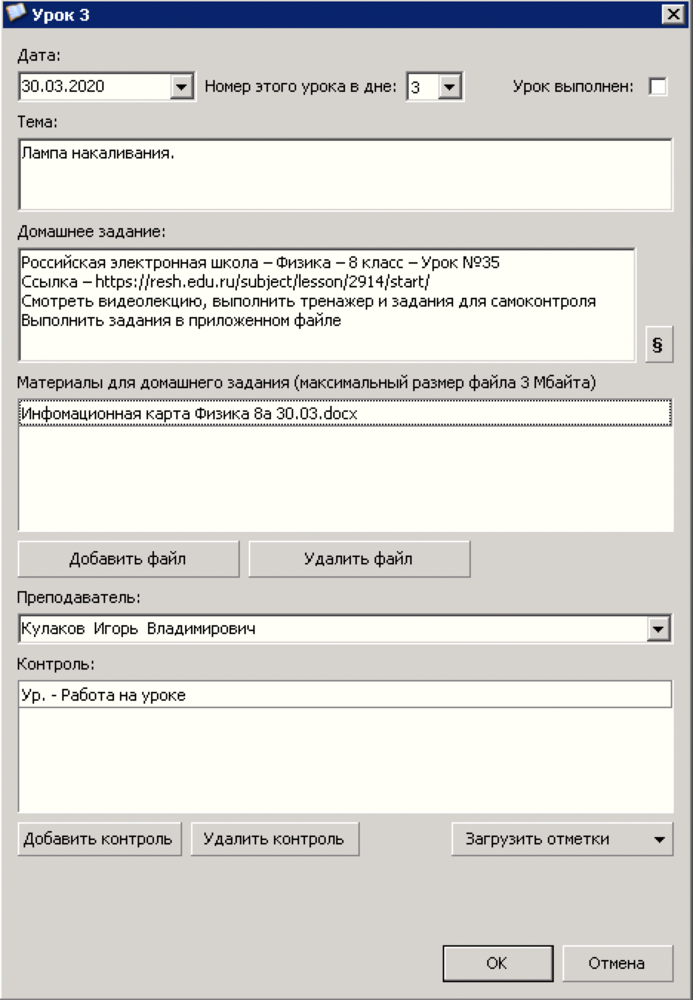 Урок 3
Дата:
30.03.2020 Номер этого урока в дне: 3 Урок выполнен:
Тема:
Лампа накаливания.
Домашнее задание:
Российская электронная школа – Физика – 8 класс – Урок №35
Ссылка – https://resh.edu.ru/subject/lesson/2914/start/
Смотреть видеолекцию, выполнить тренажер и задания для самоконтроля
Выполнить задания в приложенном файле
§
Материалы для домашнего задания (максимальный размер файла 3 Мбайта)
Инфомационная карта Физика 8а 30.03.docx
Добавить файл Удалить файл
Преподаватель:
Кулаков Игорь Владимирович
Контроль:
Ур. - Работа на уроке
Добавить контроль Удалить контроль Загрузить отметки
ОК Отмена